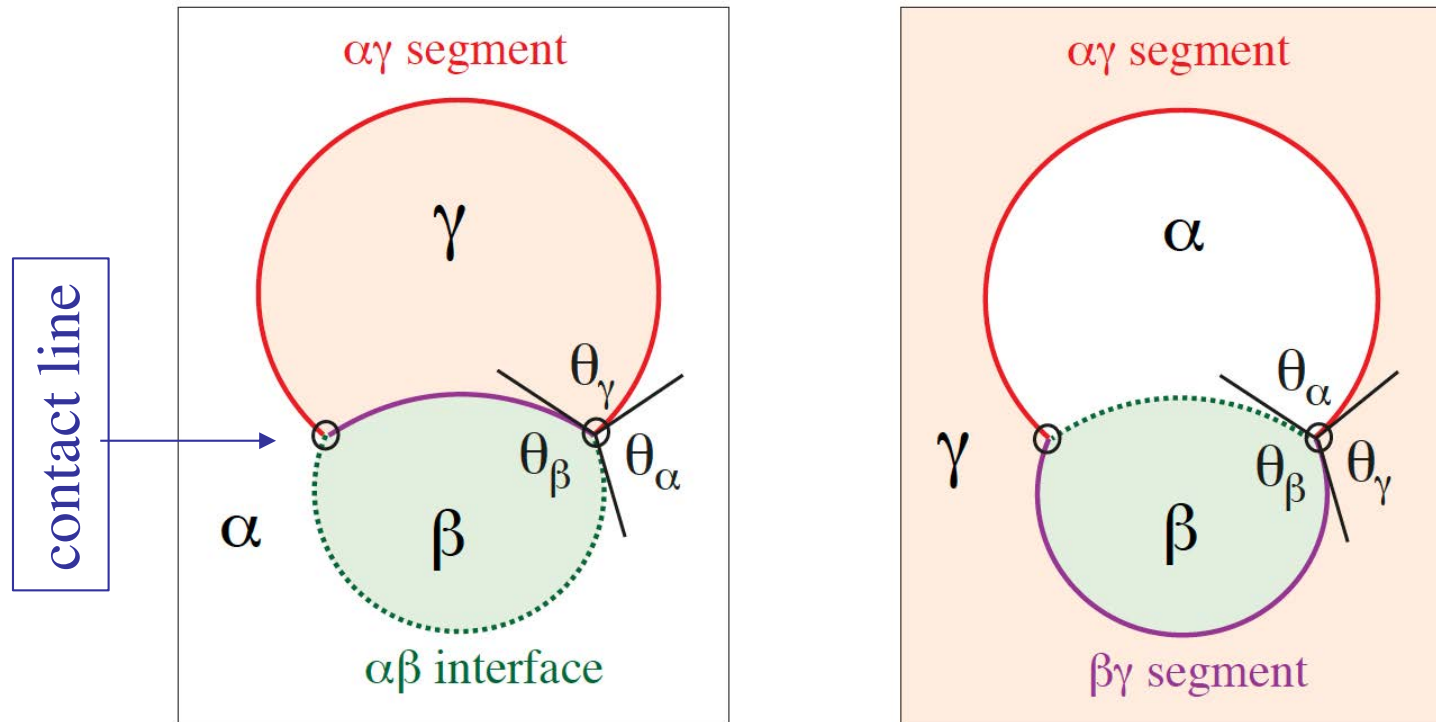 contact line
αγ segment
γ
θγ
θβ
θα
α
β
αβ interface
αγ segment
α
θα
γ
θβ
θγ
β
βγ segment